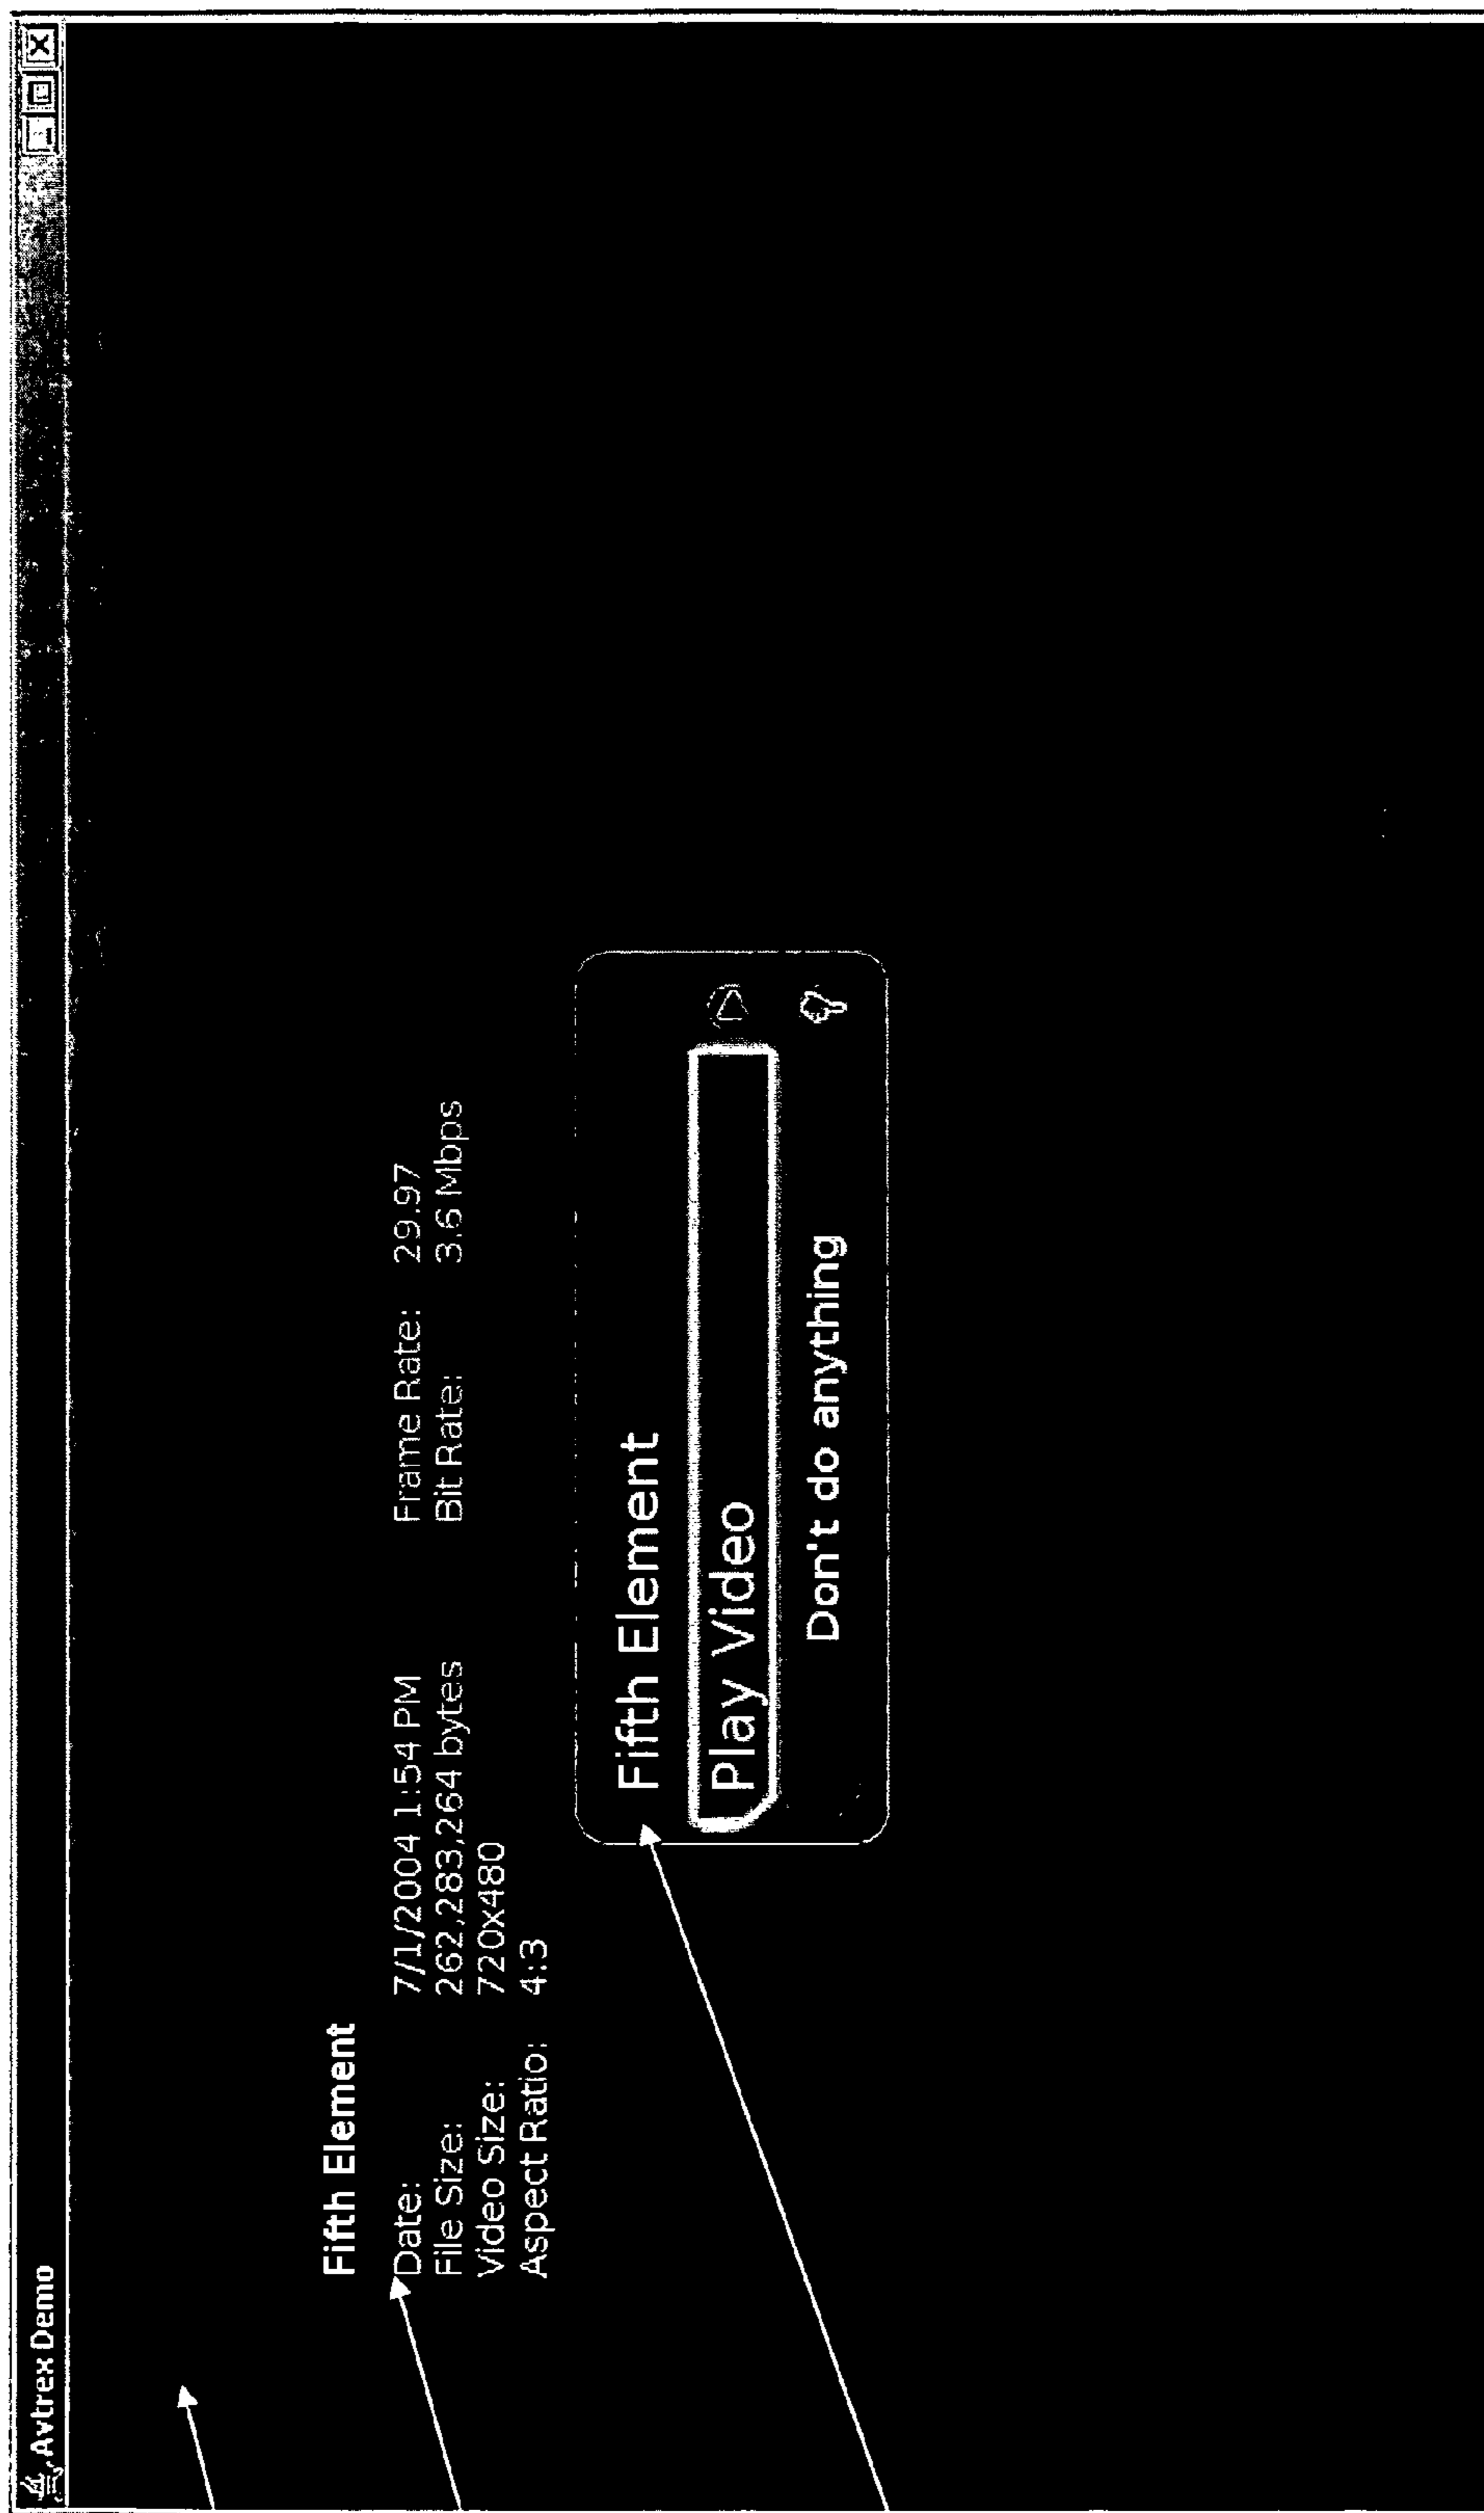 Avtrex Demo
Fifth Element
Date: 7/1/2004 1:54 PM Frame Rate: 29.97
File Size: 262,283,264 bytes Bit Rate: 3.6 Mbps
Video Size: 720x480
Aspect Ratio: 4:3
Fifth Element
Play Video
Don't do anything